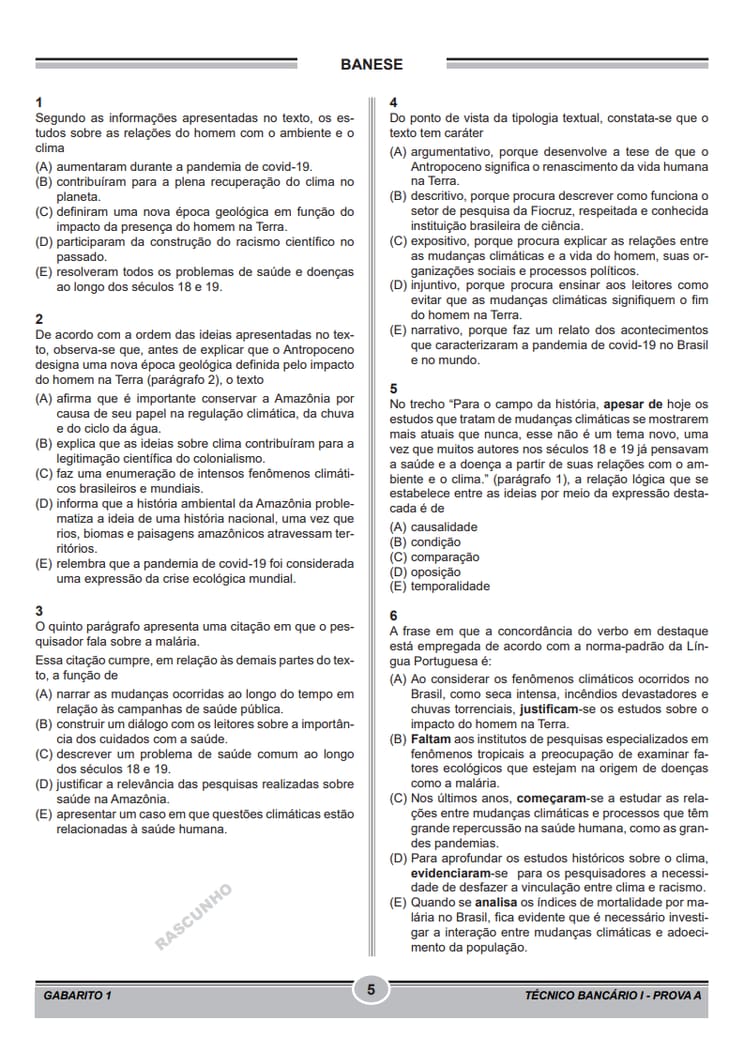 BANESE
1
Segundo as informações apresentadas no texto, os es-
tudos sobre as relações do homem com o ambiente e o
clima
(A) aumentaram durante a pandemia de covid-19.
(B) contribuíram para a plena recuperação do clima no
planeta.
(C) definiram uma nova época geológica em função do
impacto da presença do homem na Terra.
(D) participaram da construção do racismo científico no
passado.
(E) resolveram todos os problemas de saúde e doenças
ao longo dos séculos 18 e 19.
2
De acordo com a ordem das ideias apresentadas no tex-
to, observa-se que, antes de explicar que o Antropoceno
designa uma nova época geológica definida pelo impacto
do homem na Terra (parágrafo 2), o texto
(A) afirma que é importante conservar a Amazônia por
causa de seu papel na regulação climática, da chuva
e do ciclo da água.
(B) explica que as ideias sobre clima contribuíram para a
legitimação científica do colonialismo.
(C) faz uma enumeração de intensos fenômenos climáti-
cos brasileiros e mundiais.
(D) informa que a história ambiental da Amazônia proble-
matiza a ideia de uma história nacional, uma vez que
rios, biomas e paisagens amazônicos atravessam ter-
ritórios.
(E) relembra que a pandemia de covid-19 foi considerada
uma expressão da crise ecológica mundial.
3
O quinto parágrafo apresenta uma citação em que o pes-
quisador fala sobre a malária.
Essa citação cumpre, em relação às demais partes do tex-
to, a função de
(A) narrar as mudanças ocorridas ao longo do tempo em
relação às campanhas de saúde pública.
(B) construir um diálogo com os leitores sobre a importân-
cia dos cuidados com a saúde.
(C) descrever um problema de saúde comum ao longo
dos séculos 18 e 19.
(D) justificar a relevância das pesquisas realizadas sobre
saúde na Amazônia.
(E) apresentar um caso em que questões climáticas estão
relacionadas à saúde humana.
RASCUNHO
4
Do ponto de vista da tipologia textual, constata-se que o
texto tem caráter
(A) argumentativo, porque desenvolve a tese de que o
Antropoceno significa o renascimento da vida humana
na Terra.
(B) descritivo, porque procura descrever como funciona o
setor de pesquisa da Fiocruz, respeitada e conhecida
instituição brasileira de ciência.
(C) expositivo, porque procura explicar as relações entre
as mudanças climáticas e a vida do homem, suas or-
ganizações sociais e processos políticos.
(D) injuntivo, porque procura ensinar aos leitores como
evitar que as mudanças climáticas signifiquem o fim
do homem na Terra.
(E) narrativo, porque faz um relato dos acontecimentos
que caracterizaram a pandemia de covid-19 no Brasil
e no mundo.
5
No trecho “Para o campo da história, apesar de hoje os
estudos que tratam de mudanças climáticas se mostrarem
mais atuais que nunca, esse não é um tema novo, uma
vez que muitos autores nos séculos 18 e 19 já pensavam
a saúde e a doença a partir de suas relações com o am-
biente e o clima.” (parágrafo 1), a relação lógica que se
estabelece entre as ideias por meio da expressão desta-
cada é de
(A) causalidade
(B) condição
(C) comparação
(D) oposição
(E) temporalidade
6
A frase em que a concordância do verbo em destaque
está empregada de acordo com a norma-padrão da Lín-
gua Portuguesa é:
(A) Ao considerar os fenômenos climáticos ocorridos no
Brasil, como seca intensa, incêndios devastadores e
chuvas torrenciais, justificam-se os estudos sobre o
impacto do homem na Terra.
(B) Faltam aos institutos de pesquisas especializados em
fenômenos tropicais a preocupação de examinar fa-
tores ecológicos que estejam na origem de doenças
como a malária.
(C) Nos últimos anos, começaram-se a estudar as rela-
ções entre mudanças climáticas e processos que têm
grande repercussão na saúde humana, como as gran-
des pandemias.
(D) Para aprofundar os estudos históricos sobre o clima,
evidenciaram-se para os pesquisadores a necessi-
dade de desfazer a vinculação entre clima e racismo.
(E) Quando se analisa os índices de mortalidade por ma-
lária no Brasil, fica evidente que é necessário investi-
gar a interação entre mudanças climáticas e adoeci-
mento da população.
GABARITO 1
5
TÉCNICO BANCÁRIO I - PROVA A